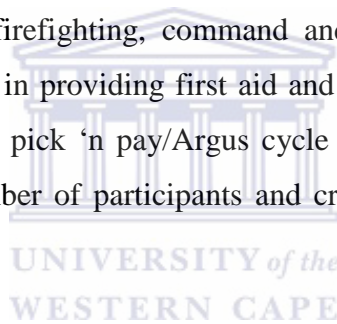 firefighting, command and
in providing first aid and
pick ‘n pay/Argus cycle
ber of participants and cr
UNIVERSITY of the
WESTERN CAPE